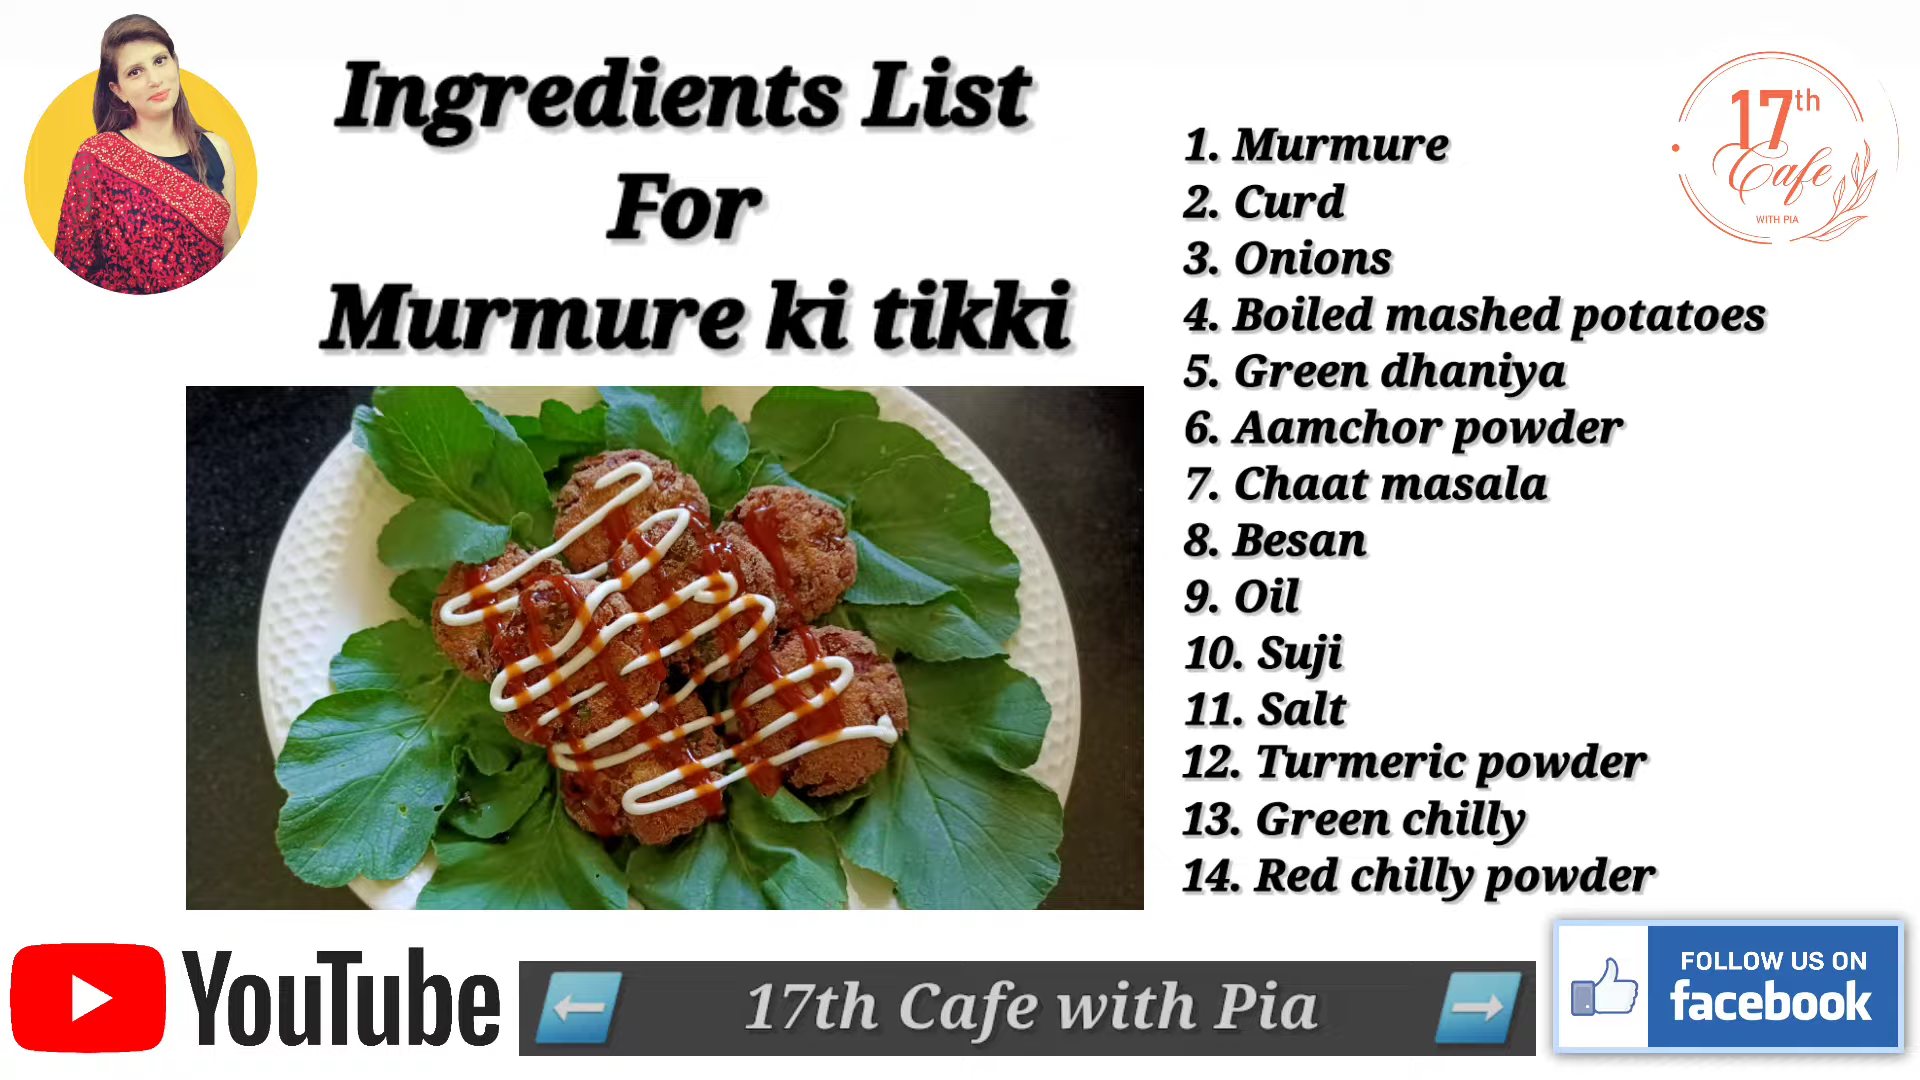 Ingredients List
For
Murmure ki tikki
17th
Cafe
WITH PIA
1. Murmure
2. Curd
3. Onions
4. Boiled mashed potatoes
5. Green dhaniya
6. Aamchor powder
7. Chaat masala
8. Besan
9. Oil
10. Suji
11. Salt
12. Turmeric powder
13. Green chilly
14. Red chilly powder
YouTube
17th Cafe with Pia
FOLLOW US ON
facebook